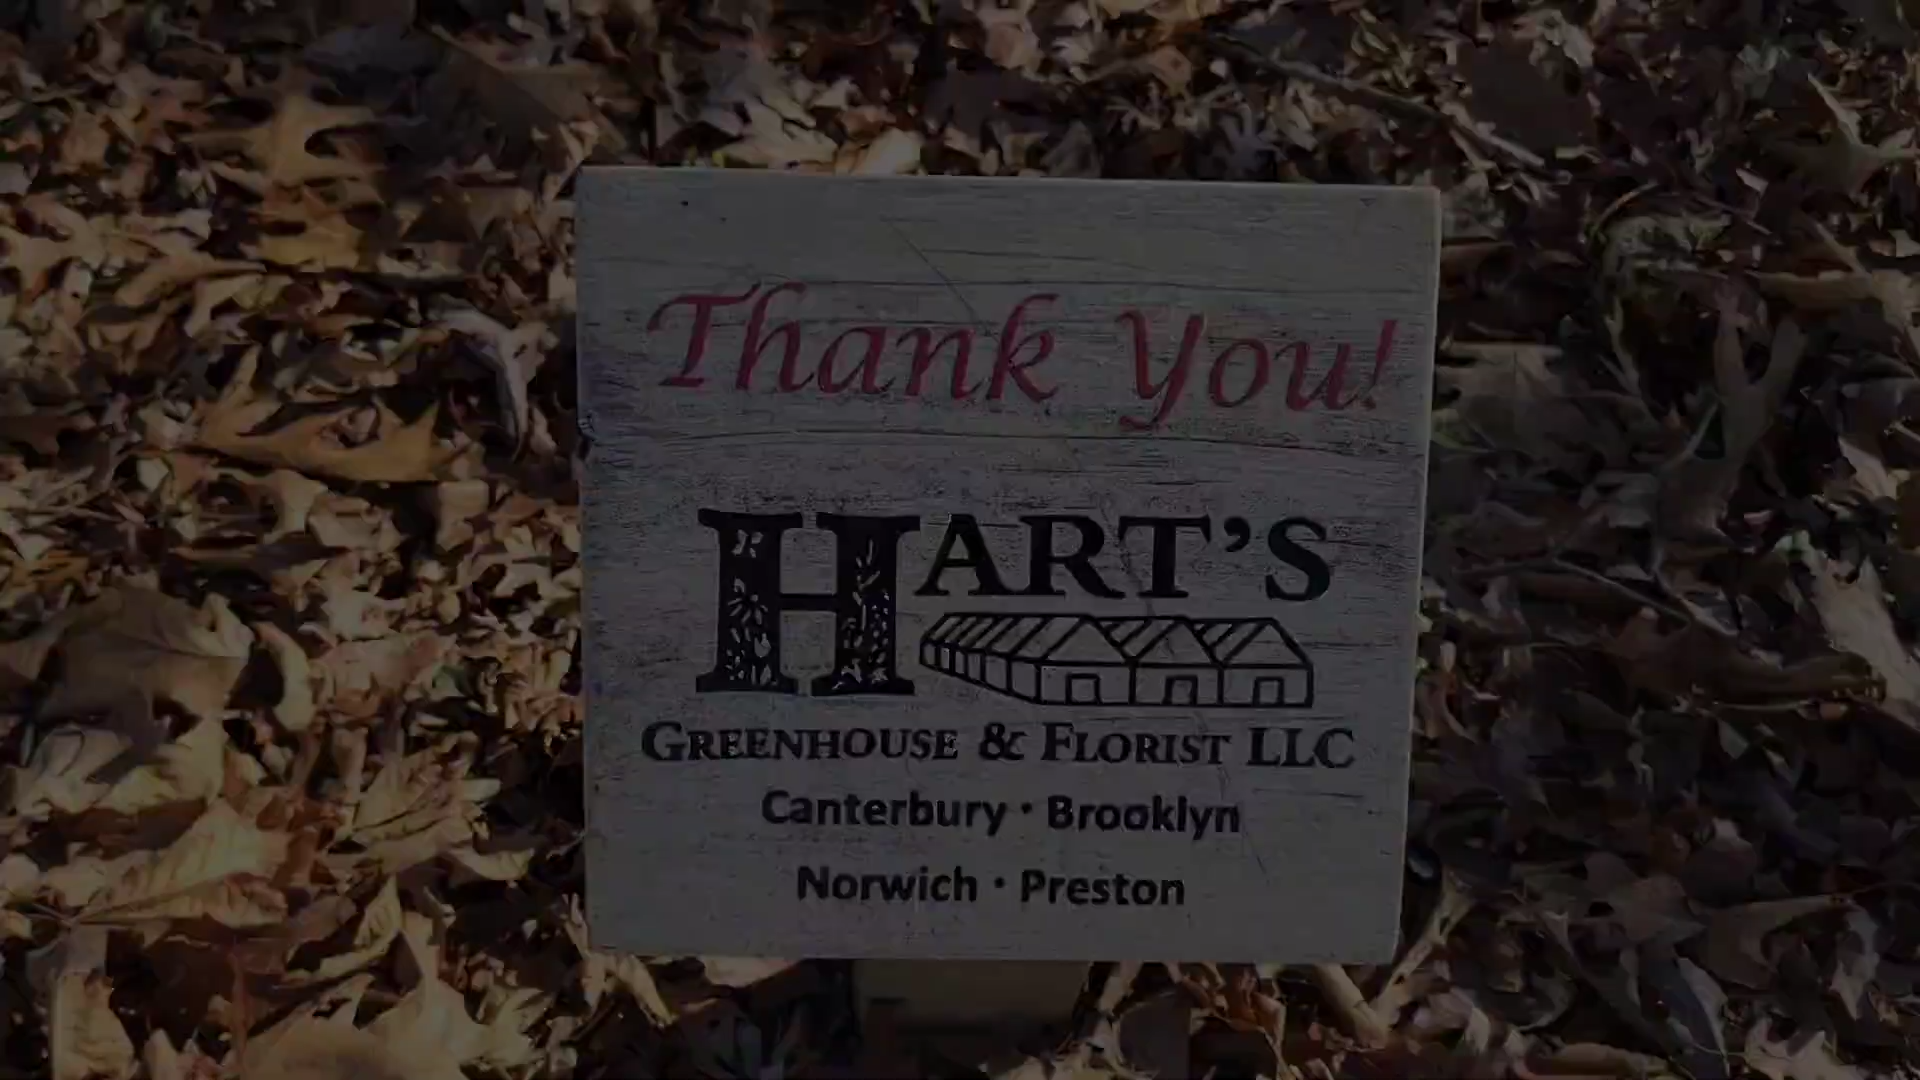 Thank You!
HART'S
GREENHOUSE & FLORIST LLC
Canterbury • Brooklyn
Norwich • Preston